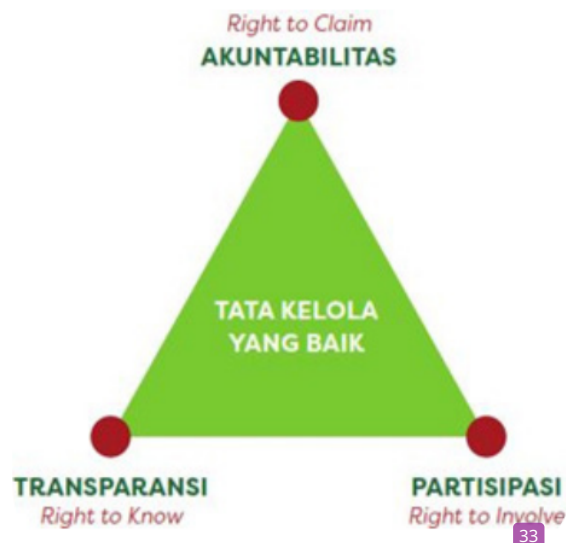 Right to Claim
AKUNTABILITAS
TATA KELOLA
YANG BAIK
TRANSPARANSI
Right to Know
PARTISIPASI
Right to Involve
33